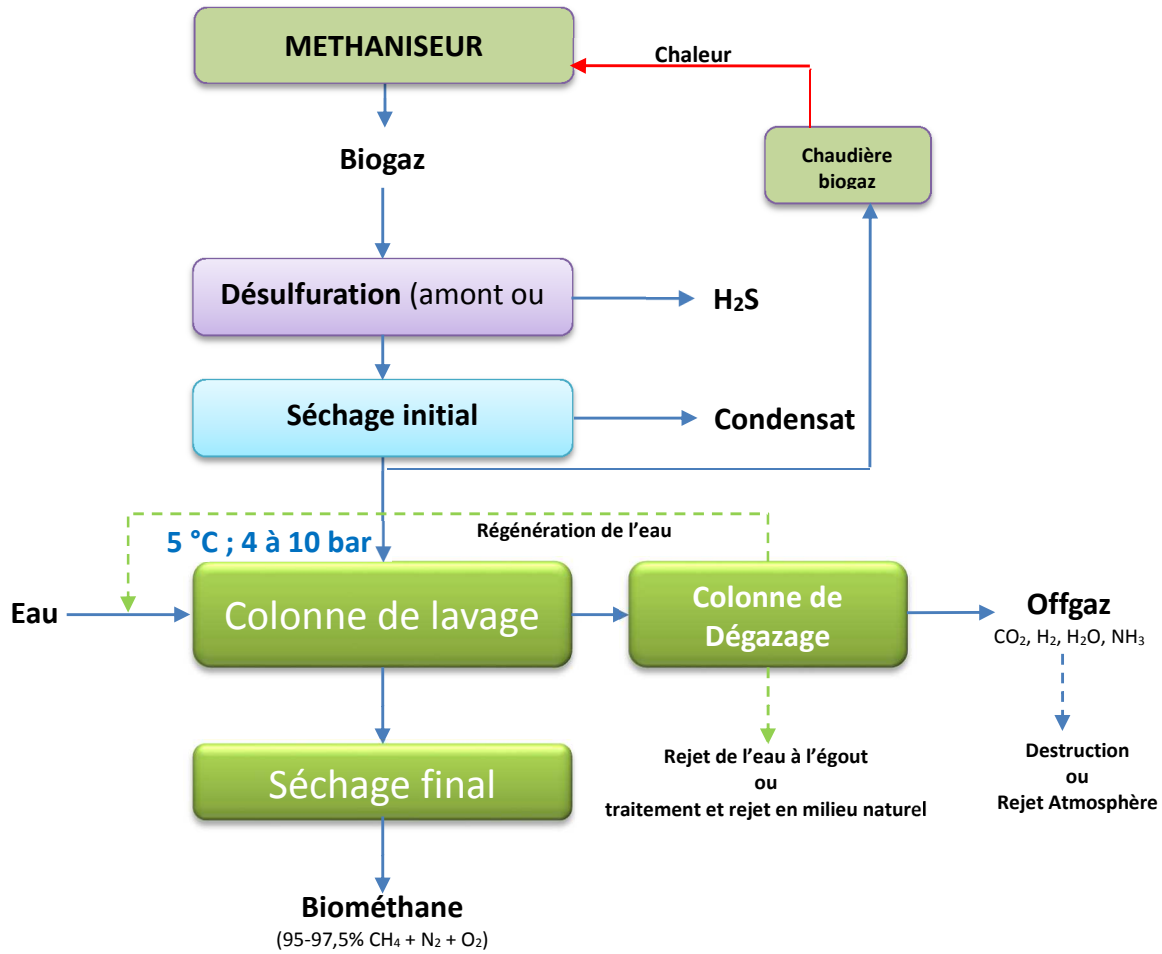 METHANISEUR
Chaleur
Chaudière
biogaz
Biogaz
Désulfuration (amont ou
H₂S
Séchage initial
Condensat
Régénération de l'eau
5 °C ; 4 à 10 bar
Eau
Colonne de lavage
Colonne de
Dégazage
Offgaz
CO₂, H₂, H₂O, NH₃
Séchage final
Rejet de l'eau à l'égout
ou
traitement et rejet en milieu naturel
Destruction
ou
Rejet Atmosphère
Biométhane
(95-97,5% CH₄ + N₂ + O₂)